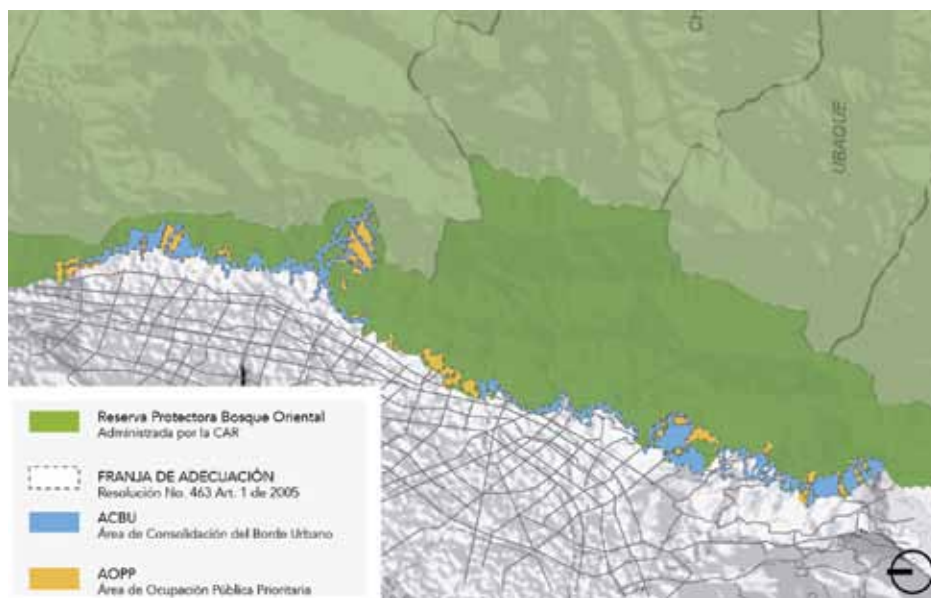 Ch
UBAQUE
Reserva Protectora Bosque Oriental
Administrada por la CAR
FRANJA DE ADECUACIÓN
Resolución No. 463 Art. 1 de 2005
ACBU
Área de Consolidación del Borde Urbano
AOPP
Área de Ocupación Pública Prioritaria